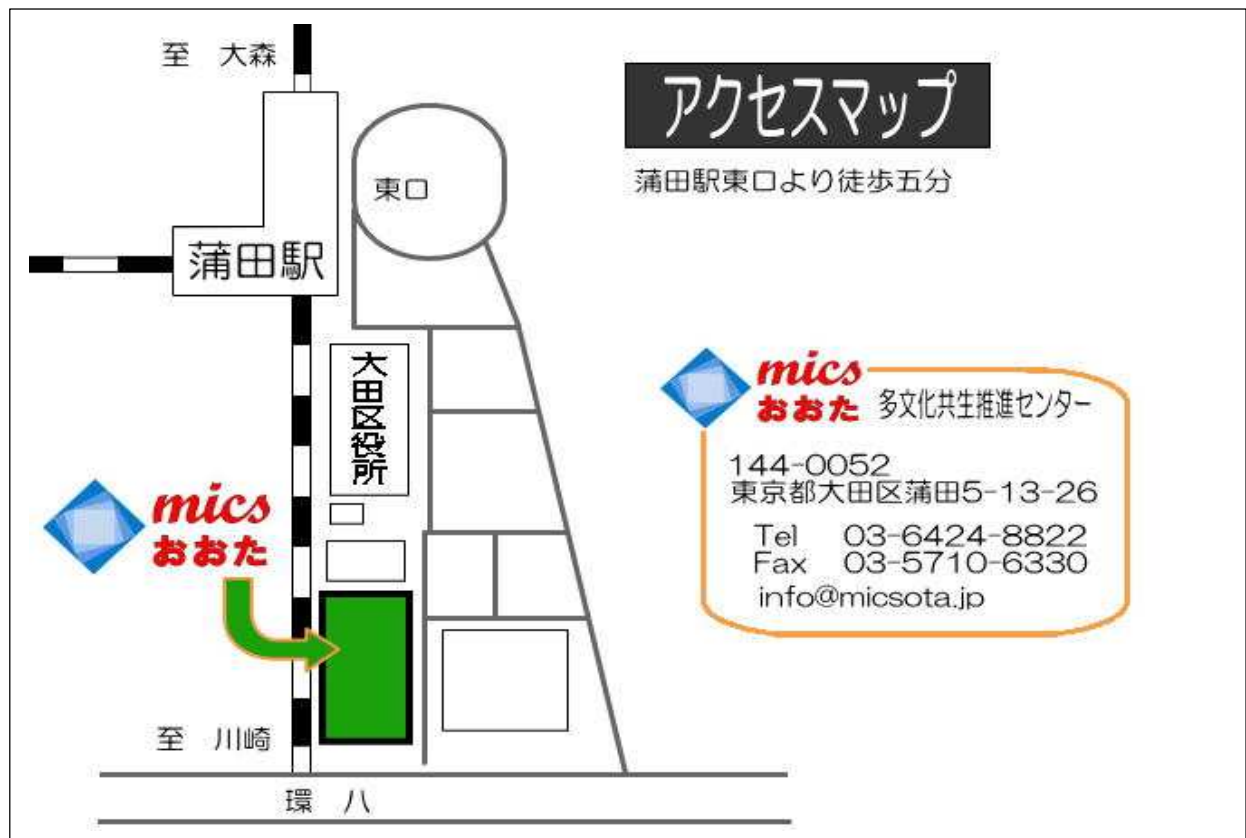 至 大森
アクセスマップ
蒲田駅東口より徒歩五分
東口
蒲田駅
大田区役所
mics
おおた
多文化共生推進センター
144-0052
東京都大田区蒲田5-13-26
Tel 03-6424-8822
Fax 03-5710-6330
info@micsota.jp
mics
おおた
至 川崎
環 八